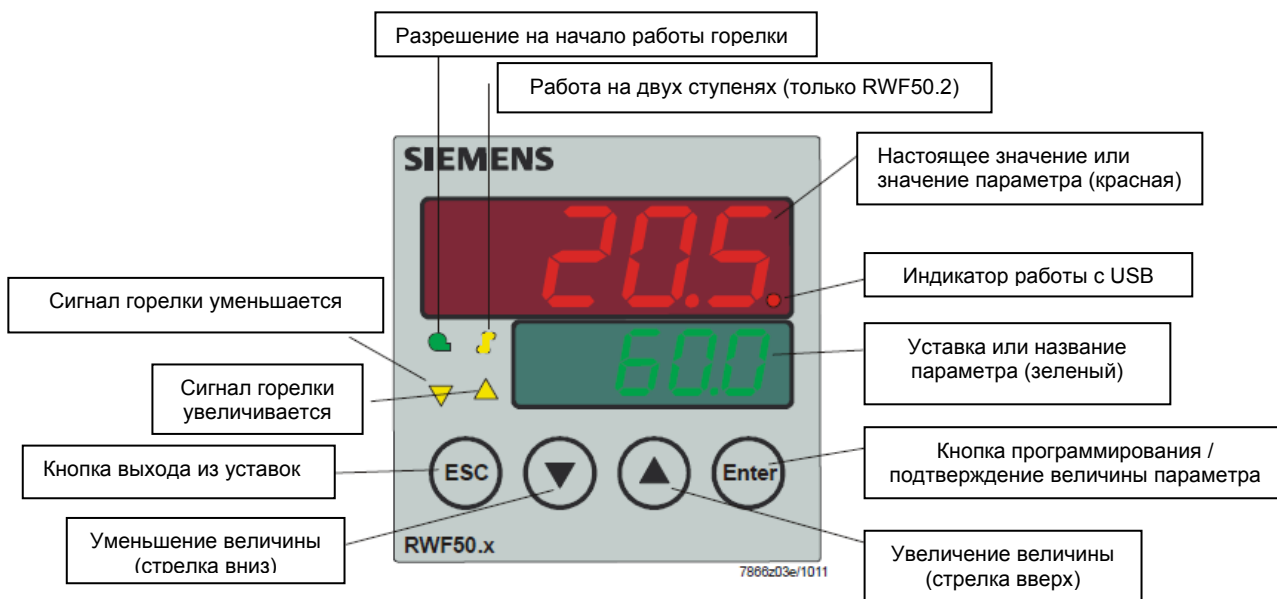 Разрешение на начало работы горелки
Работа на двух ступенях (только RWF50.2)
SIEMENS
Настоящее значение или
значение параметра (красная)
20.5.
Индикатор работы с USB
Сигнал горелки уменьшается
60.0
Уставка или название
параметра (зеленый)
Сигнал горелки
увеличивается
Кнопка выхода из уставок
ESC
Enter
Кнопка программирования /
подтверждение величины параметра
Уменьшение величины
(стрелка вниз)
RWF50.x
Увеличение величины
(стрелка вверх)
7866z03e/1011